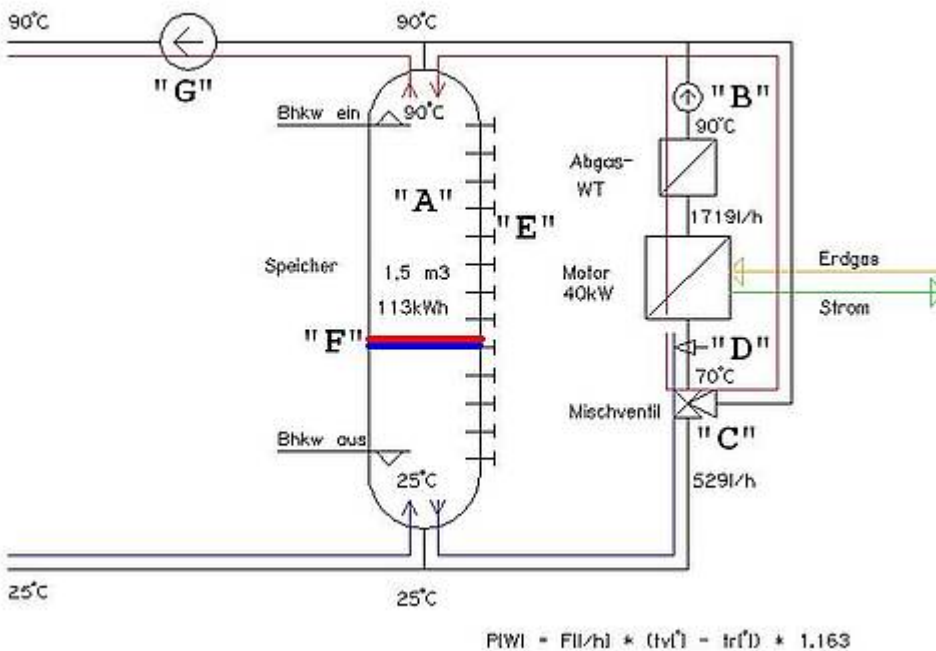 90°C
90°C
"G"
"B"
Bhkw ein
90°C
90°C
Abgas-
WT
"A"
1719l/h
"E"
Speicher
1.5 m3
Motor
40kW
Erdgas
113kWh
Strom
"F"
"D"
70°C
Mischventil
"C"
Bhkw aus
25°C
529l/h
25°C
25°C
P[W] = F[l/h] * (tv[°] - tr[°]) * 1.163